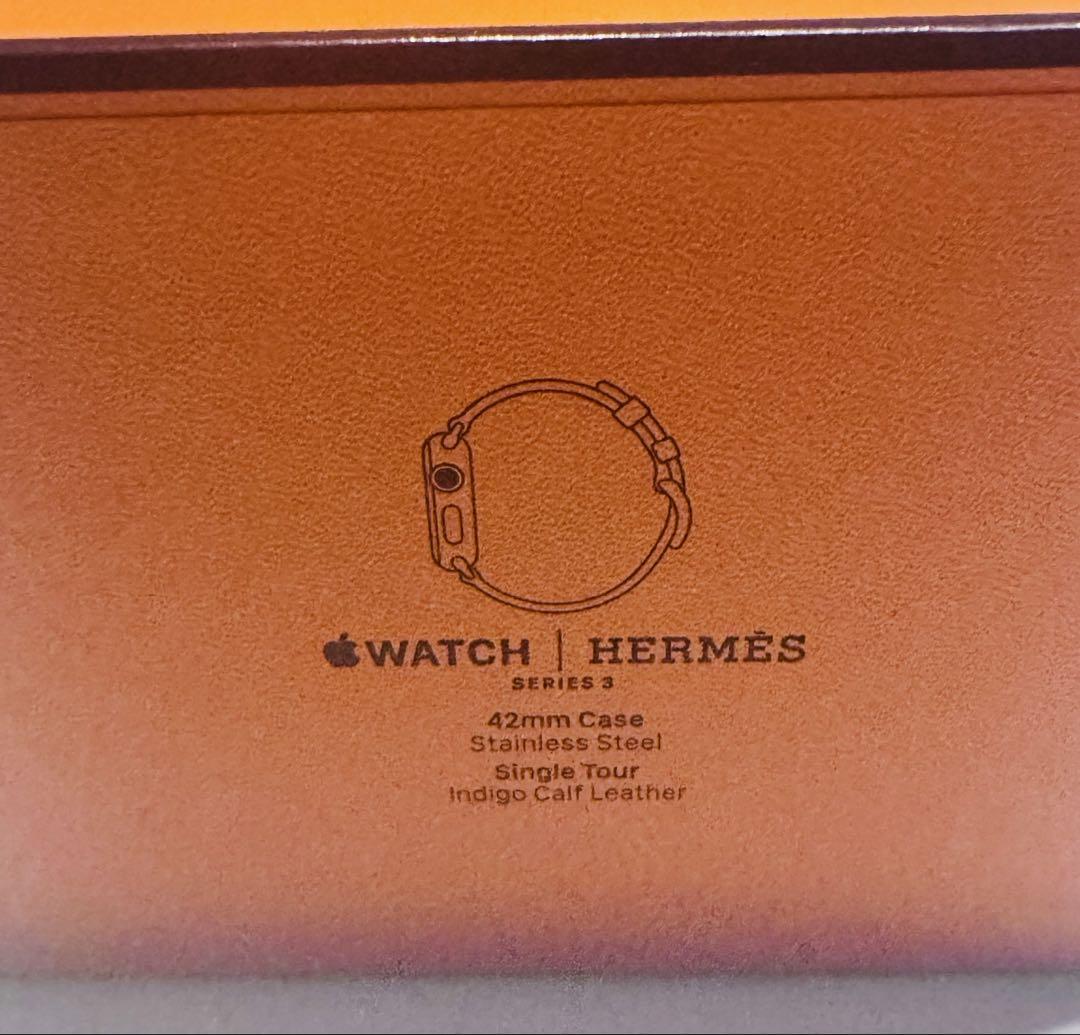 WATCH | HERMÈS
SERIES 3
42mm Case
Stainless Steel
Single Tour
Indigo Calf Leather